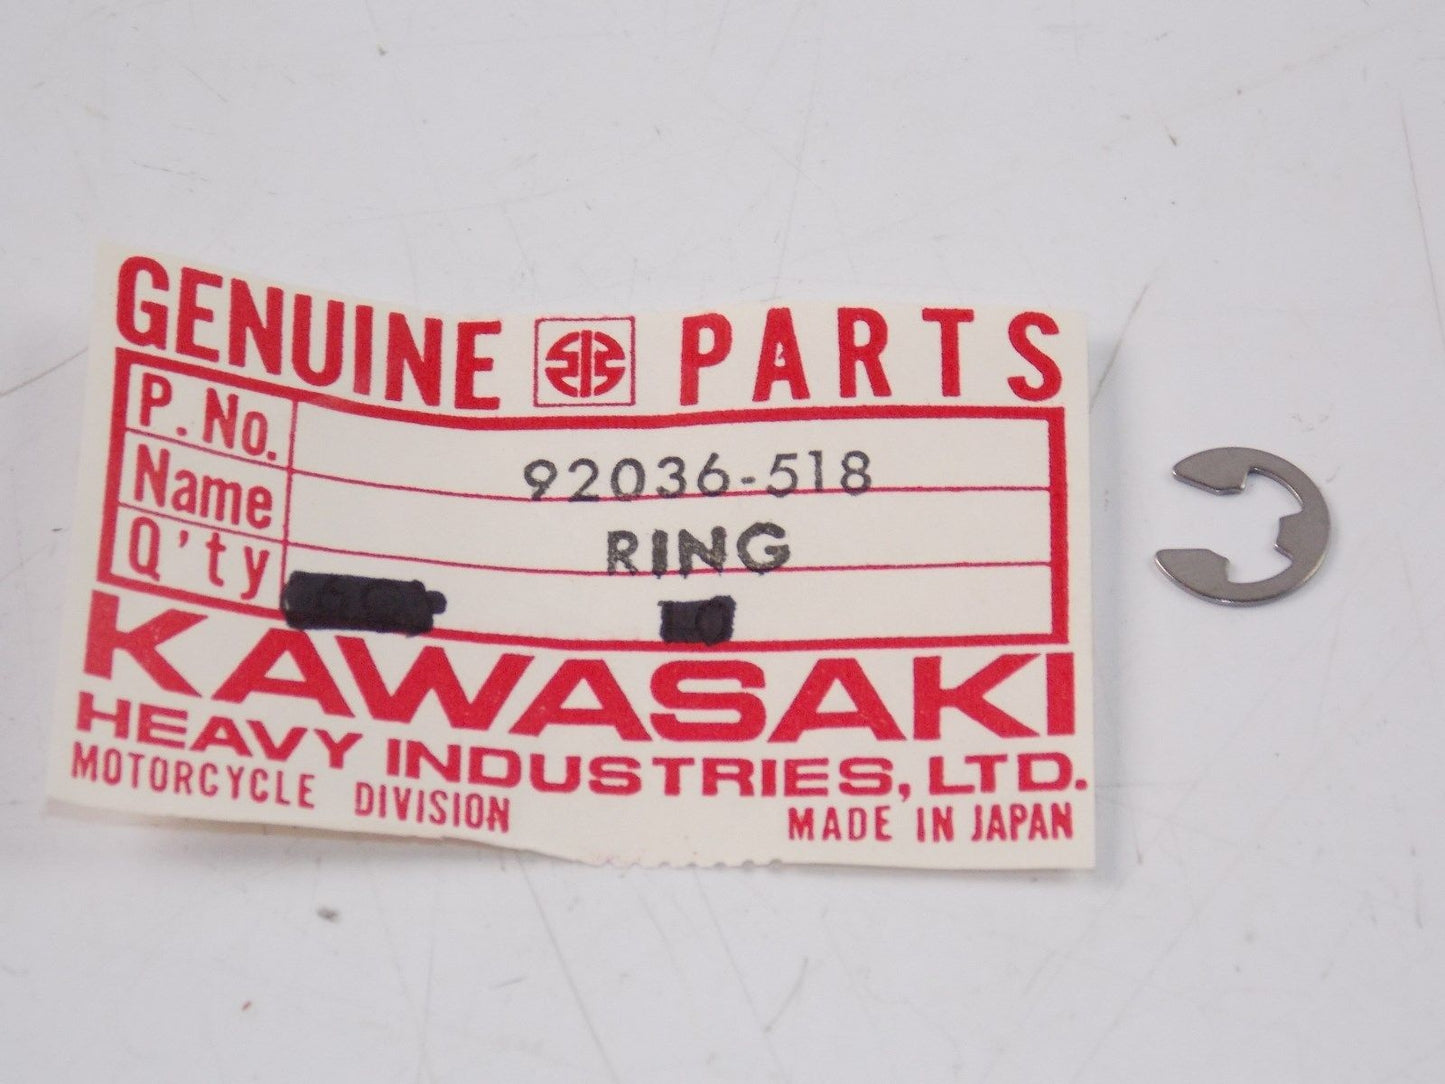 GENUINE PARTS
P. No. 92036-518
Name RING
Q'ty
KAWASAKI
HEAVY INDUSTRIES, LTD.
MOTORCYCLE DIVISION MADE IN JAPAN